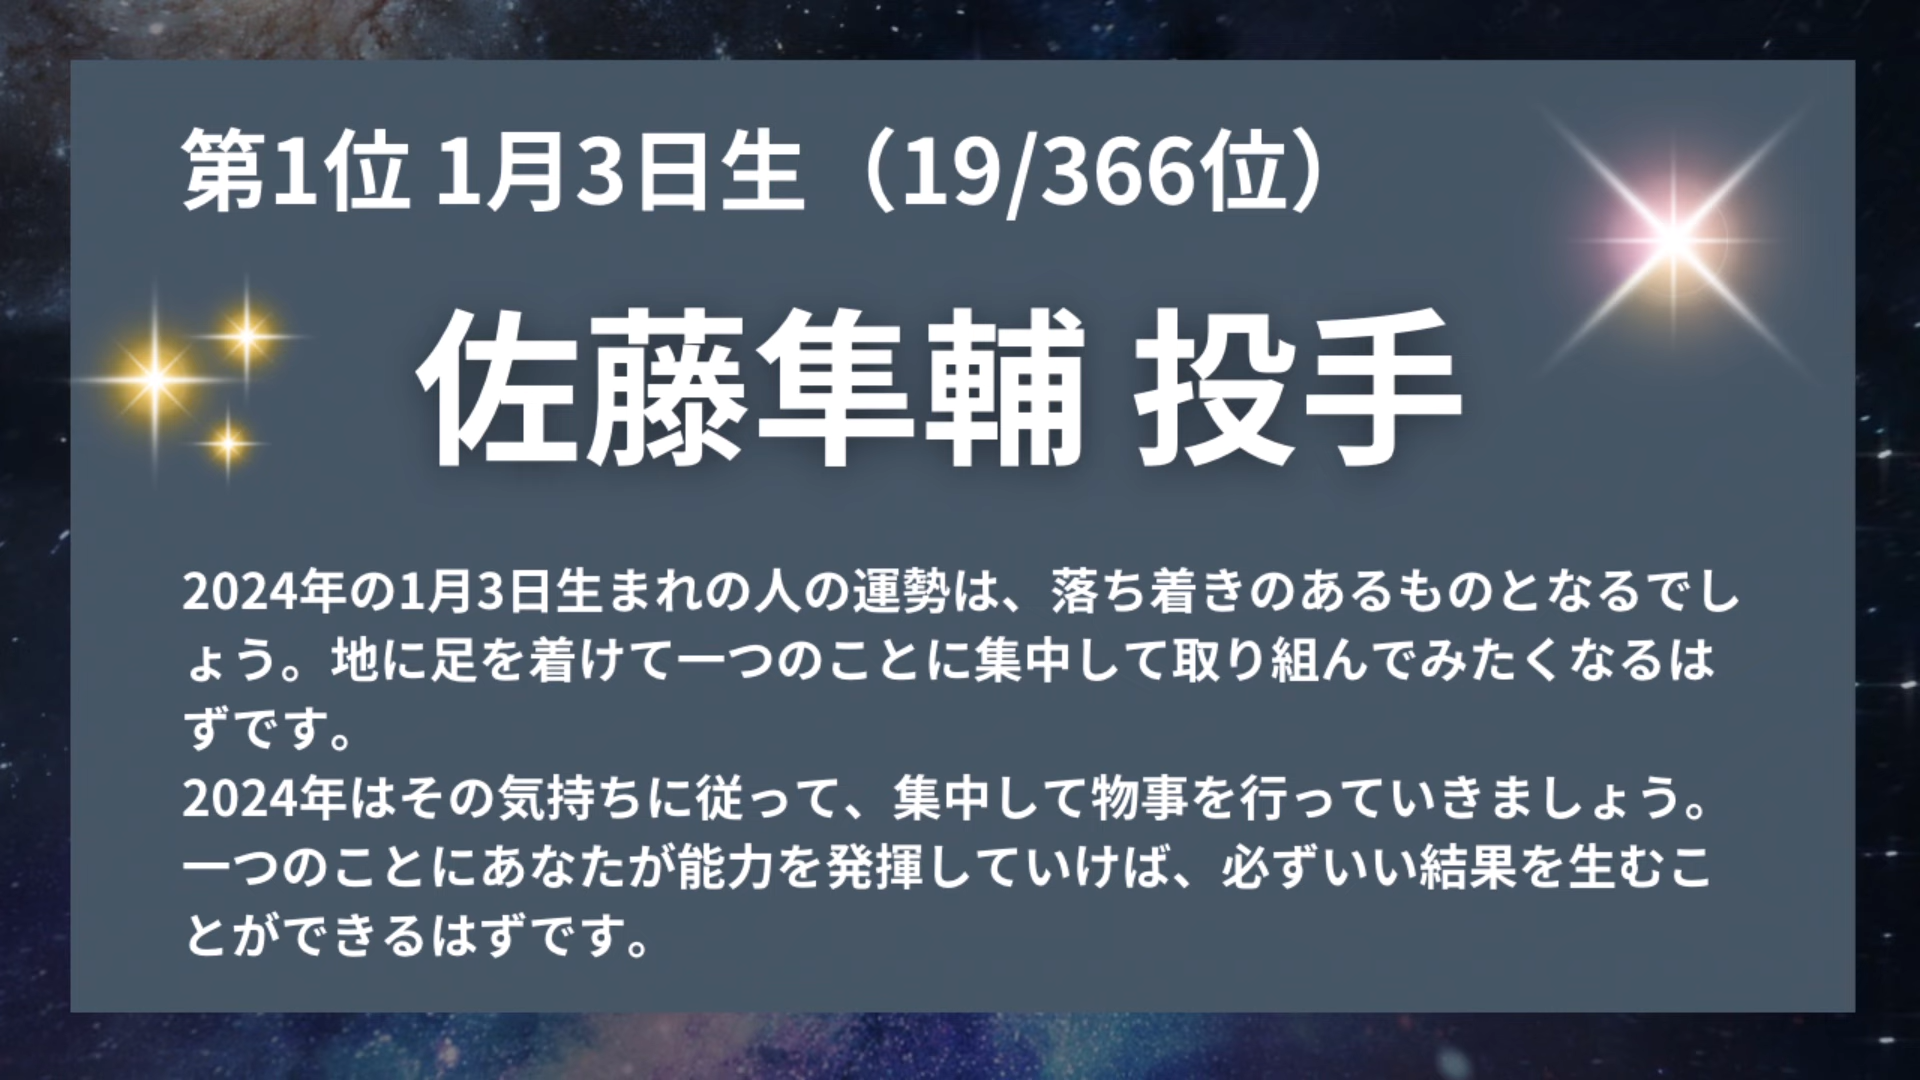 第1位 1月3日生（19/366位）
佐藤隼輔 投手
2024年の1月3日生まれの人の運勢は、落ち着きのあるものとなるでし
ょう。地に足を着けて一つのことに集中して取り組んでみたくなるは
ずです。
2024年はその気持ちに従って、集中して物事を行っていきましょう。
一つのことにあなたが能力を発揮していけば、必ずいい結果を生むこ
とができるはずです。